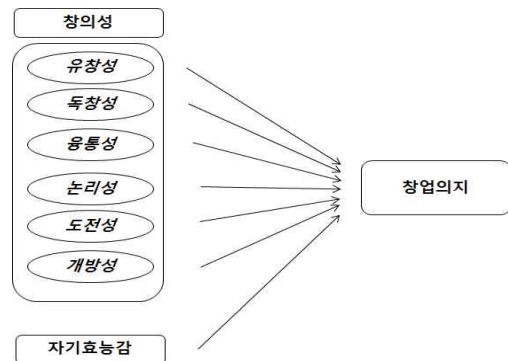 창의성
유창성
독창성
융통성
논리성
도전성
개방성
창업의지
자기효능감